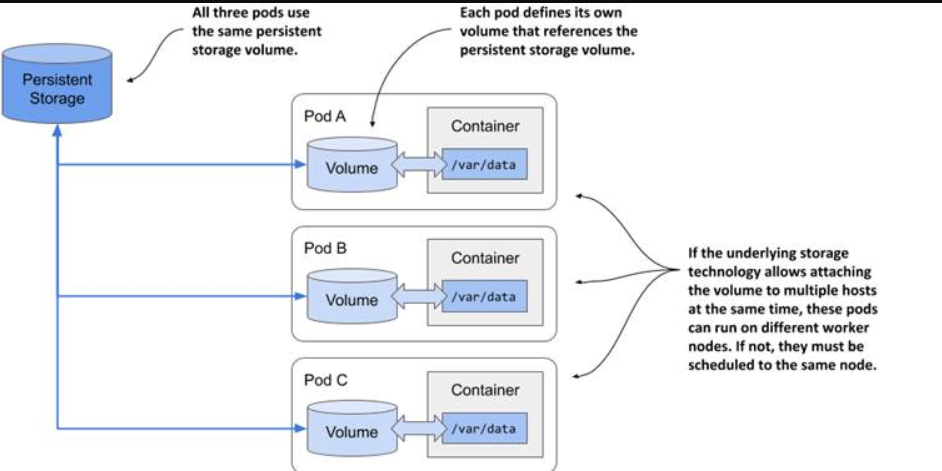 All three pods use
the same persistent
storage volume.
Each pod defines its own
volume that references the
persistent storage volume.
Persistent
Storage
Pod A
Container
Volume
/var/data
Pod B
Container
Volume
/var/data
Pod C
Container
Volume
/var/data
If the underlying storage
technology allows attaching
the volume to multiple hosts
at the same time, these pods
can run on different worker
nodes. If not, they must be
scheduled to the same node.